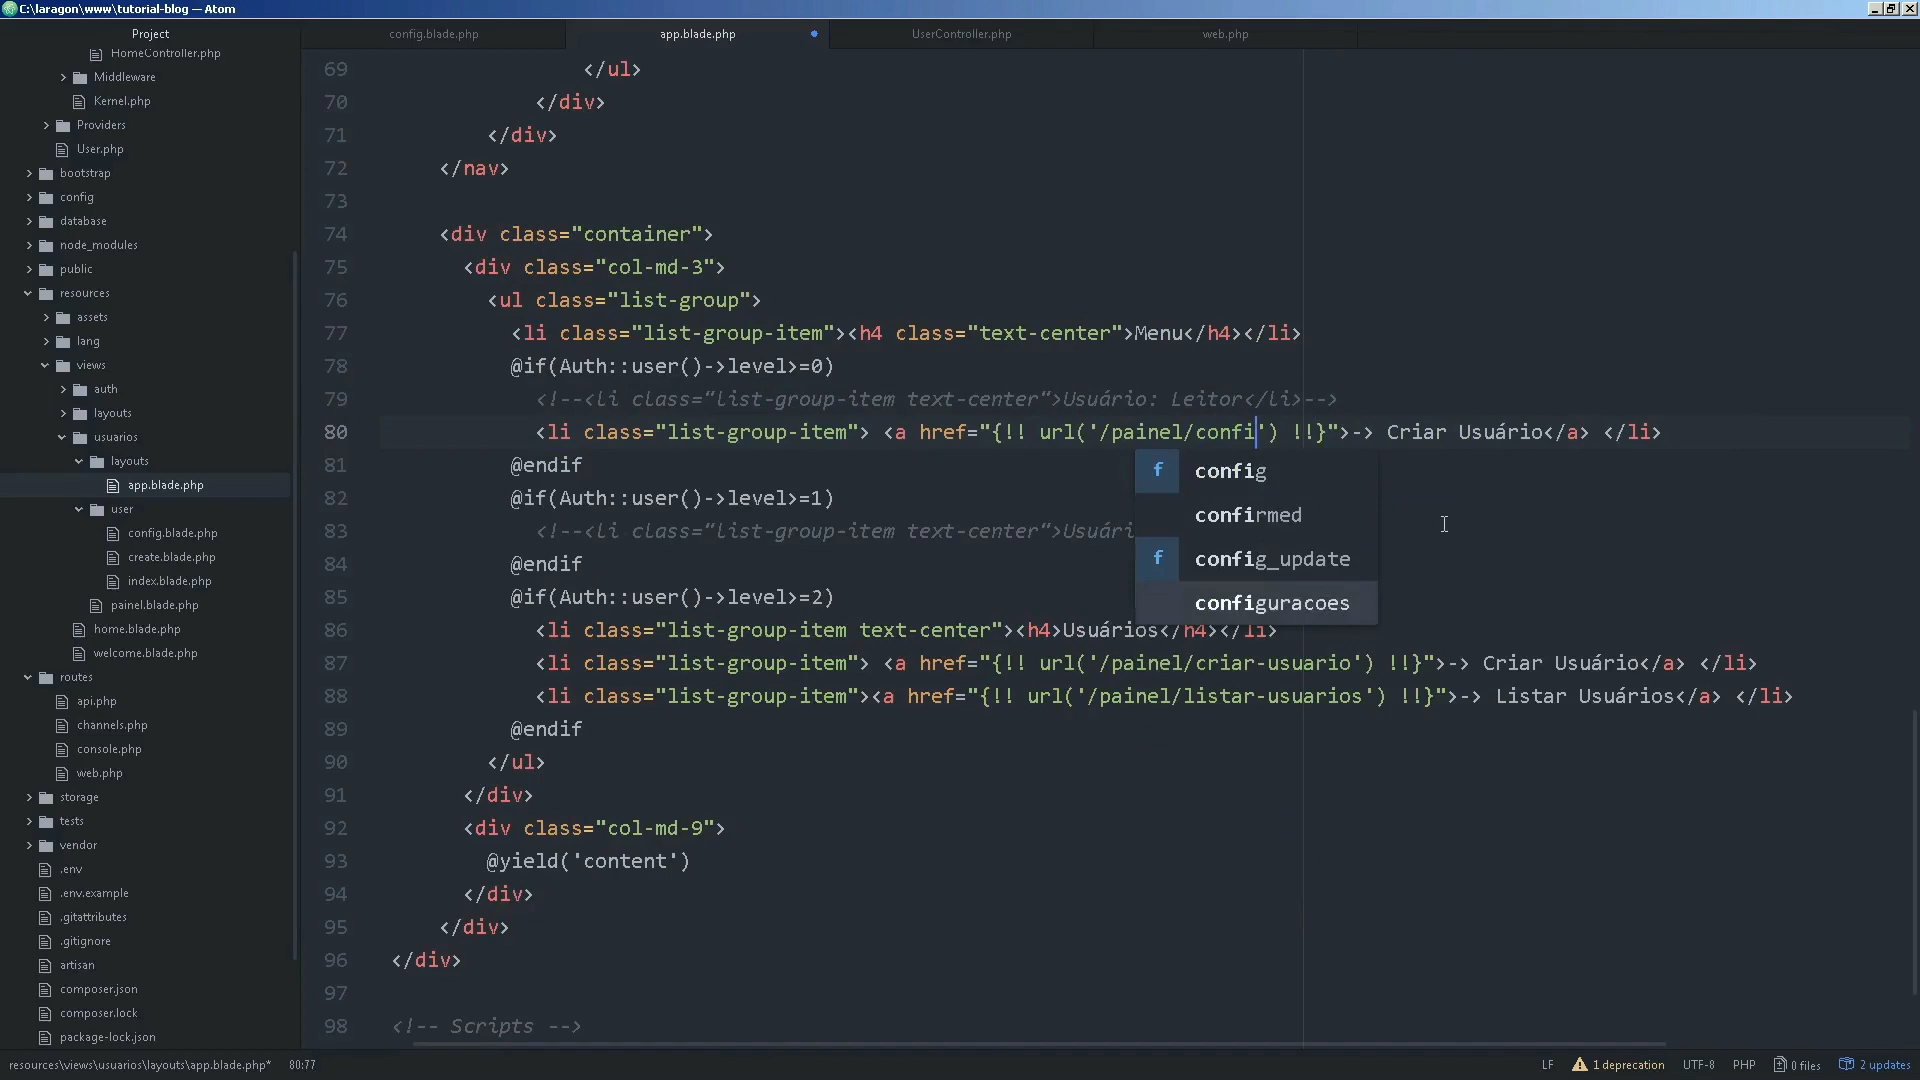 C:\laragon\www\tutorial-blog — Atom
Project
HomeController.php
Middleware
Kernel.php
Providers
User.php
bootstrap
config
database
node_modules
public
resources
assets
lang
views
auth
layouts
usuarios
layouts
app.blade.php
user
config.blade.php
create.blade.php
index.blade.php
painel.blade.php
home.blade.php
welcome.blade.php
routes
api.php
channels.php
console.php
web.php
storage
tests
vendor
.env
.env.example
.gitattributes
.gitignore
artisan
composer.json
composer.lock
package-lock.json
config.blade.php
app.blade.php
UserController.php
web.php
69 </ul>
70 </div>
71 </div>
72 </nav>
73
74 <div class="container">
75 <div class="col-md-3">
76 <ul class="list-group">
77 <li class="list-group-item"><h4 class="text-center">Menu</h4></li>
78 @if(Auth::user()->level>=0)
79 <!--<li class=“list-group-item text-center“>Usuário: Leitor</li>-->
80 <li class="list-group-item"> <a href="{!! url('/painel/confi') !!}">-> Criar Usuário</a> </li>
81 @endif
82 @if(Auth::user()->level>=1)
83 <!--<li class=“list-group-item text-center“>Usuári
84 @endif
85 @if(Auth::user()->level>=2)
86 <li class="list-group-item text-center"><h4>Usuários</h4></li>
87 <li class="list-group-item"> <a href="{!! url('/painel/criar-usuario') !!}">-> Criar Usuário</a> </li>
88 <li class="list-group-item"><a href="{!! url('/painel/listar-usuarios') !!}">-> Listar Usuários</a> </li>
89 @endif
90 </ul>
91 </div>
92 <div class="col-md-9">
93 @yield('content')
94 </div>
95 </div>
96 </div>
97
98 <!-- Scripts -->
f config
confirmed
f config_update
configuracoes
resources\views\usuarios\layouts\app.blade.php* 80:77
LF 1 deprecation UTF-8 PHP 0 files 2 updates